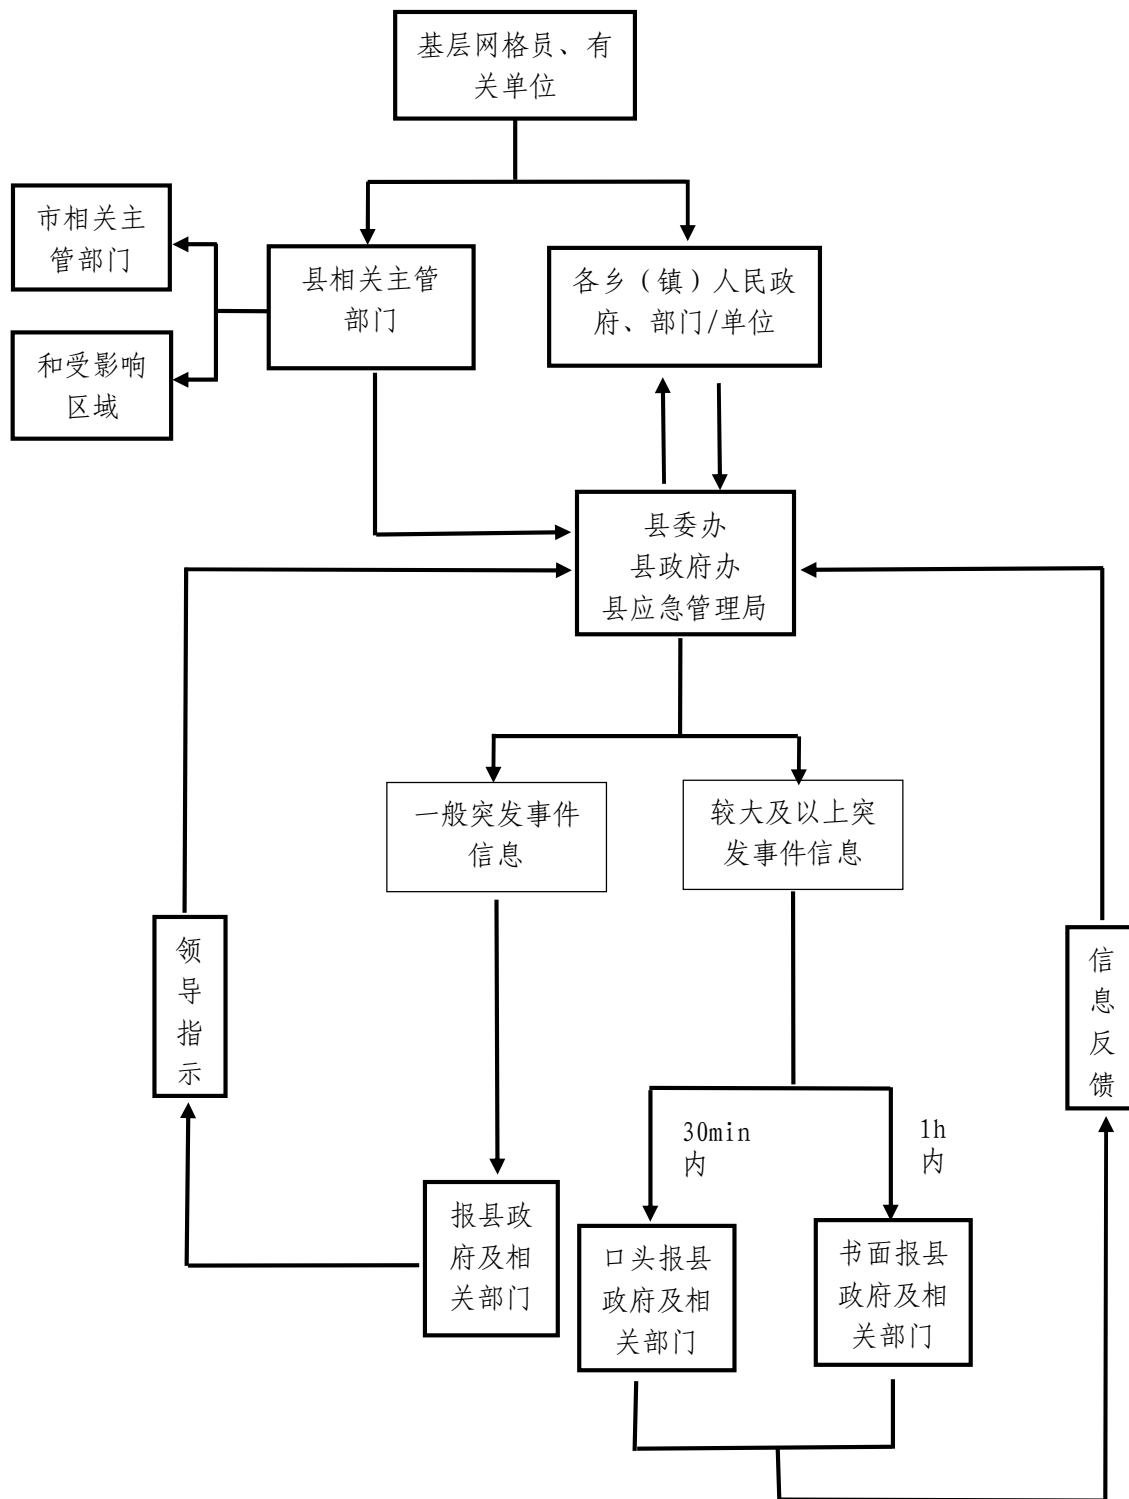 基层网格员、有
关单位
市相关主
管部门
县相关主管
部门
各乡（镇）人民政
府、部门/单位
和受影响
区域
县委办
县政府办
县应急管理局
一般突发事件
信息
较大及以上突
发事件信息
领
导
指
示
信
息
反
馈
30min
内
1h
内
报县政
府及相
关部门
口头报县
政府及相
关部门
书面报县
政府及相
关部门